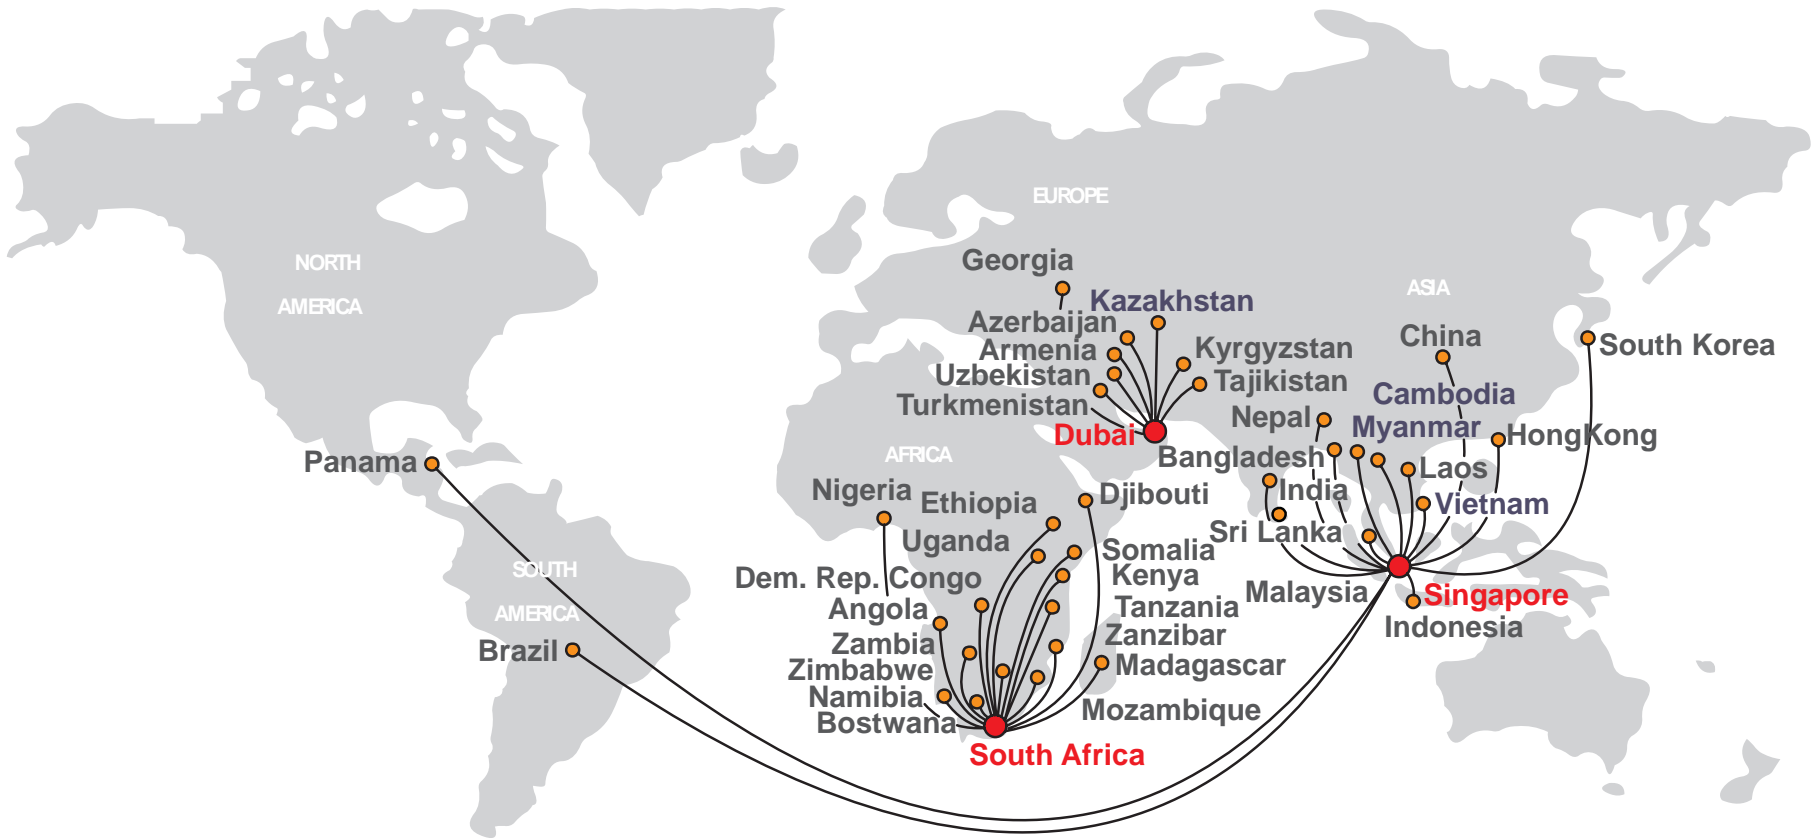 EUROPE
NORTH
AMERICA
Georgia
Kazakhstan
ASIA
Azerbaijan
Armenia
Kyrgyzstan
China
South Korea
Uzbekistan
Tajikistan
Turkmenistan
Cambodia
Nepal
Myanmar
Dubai
HongKong
AFRICA
Bangladesh
Panama
Laos
Nigeria
Ethiopia
Djibouti
India
Vietnam
Uganda
Sri Lanka
Somalia
SOUTH
AMERICA
Dem. Rep. Congo
Kenya
Malaysia
Singapore
Angola
Tanzania
Indonesia
Zambia
Zanzibar
Brazil
Zimbabwe
Madagascar
Namibia
Mozambique
Bostwana
South Africa